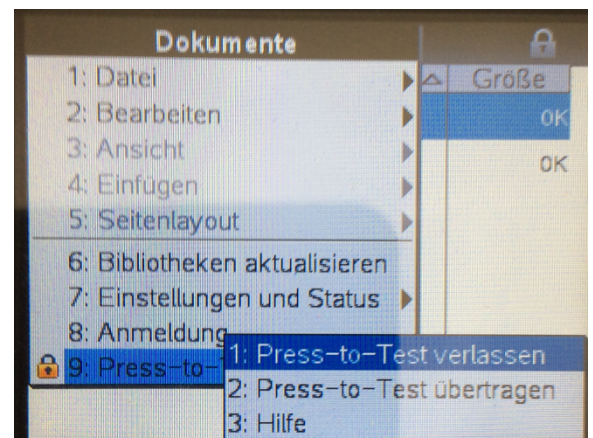 Dokumente
1: Datei
Größe
2: Bearbeiten
0K
3: Ansicht
0K
4: Einfügen
5: Seitenlayout
6: Bibliotheken aktualisieren
7: Einstellungen und Status
8: Anmeldung
9: Press-to-
1: Press-to-Test verlassen
2: Press-to-Test übertragen
3: Hilfe